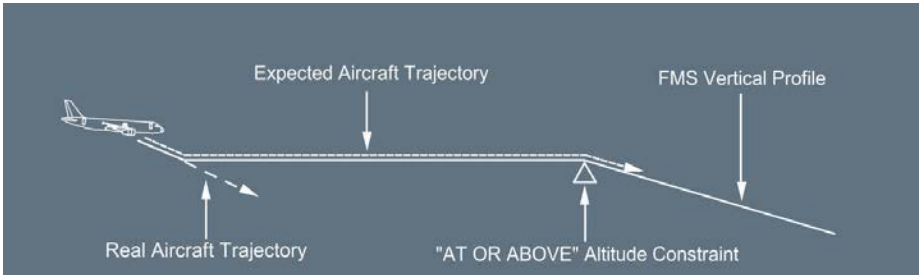 Expected Aircraft Trajectory
FMS Vertical Profile
Real Aircraft Trajectory
"AT OR ABOVE" Altitude Constraint